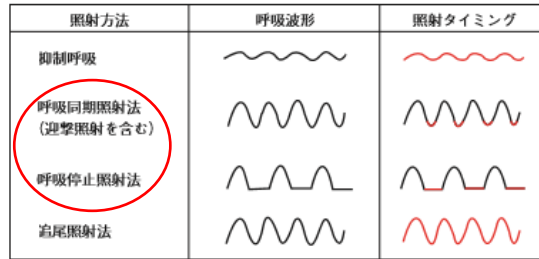 照射方法 呼吸波形 照射タイミング
抑制呼吸
呼吸同期照射法
(迎撃照射を含む)
呼吸停止照射法
追尾照射法